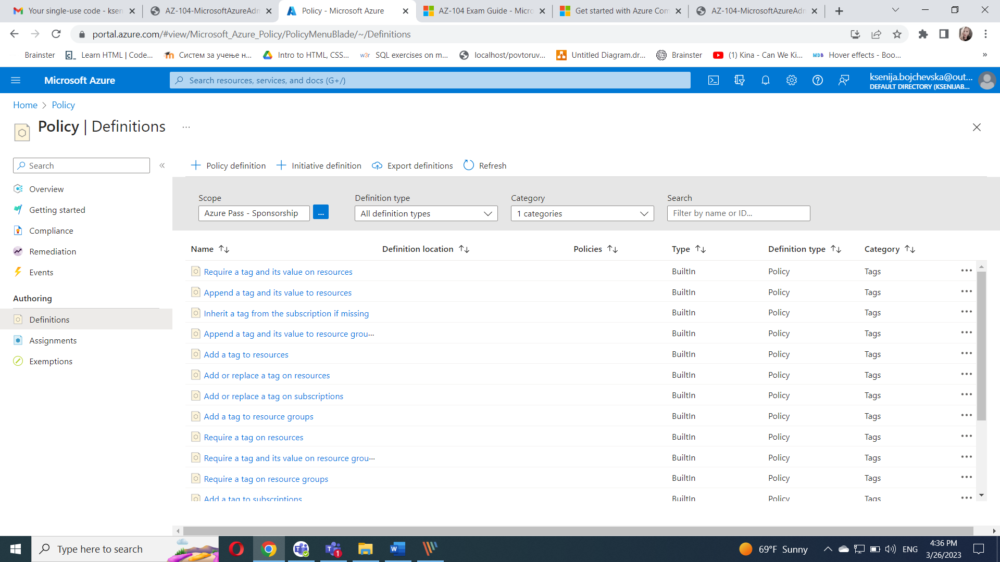 Your single-use code - ksen
AZ-104-MicrosoftAzureAdm
Policy - Microsoft Azure
AZ-104 Exam Guide - Micro
Get started with Azure Com
AZ-104-MicrosoftAzureAdm
portal.azure.com/#view/Microsoft_Azure_Policy/PolicyMenuBlade/~/Definitions
Brainster
Learn HTML | Code...
Систем за учење н...
Intro to HTML, CSS...
SQL exercises on m...
localhost/povtoruv...
Untitled Diagram.dr...
Brainster
(1) Kina - Can We Ki...
Hover effects - Boo...
»
Microsoft Azure
Search resources, services, and docs (G+/)
ksenija.bojchevska@out...
DEFAULT DIRECTORY (KSENIJAB...
Home > Policy
Policy | Definitions
...
Search
«
+ Policy definition
+ Initiative definition
Export definitions
Refresh
Overview
Getting started
Compliance
Remediation
Events
Authoring
Definitions
Assignments
Exemptions
Scope
Definition type
Category
Search
Azure Pass - Sponsorship
...
All definition types
1 categories
Filter by name or ID...
Name ↑↓ Definition location ↑↓ Policies ↑↓ Type ↑↓ Definition type ↑↓ Category ↑↓
Require a tag and its value on resources BuiltIn Policy Tags ...
Append a tag and its value to resources BuiltIn Policy Tags ...
Inherit a tag from the subscription if missing BuiltIn Policy Tags ...
Append a tag and its value to resource grou... BuiltIn Policy Tags ...
Add a tag to resources BuiltIn Policy Tags ...
Add or replace a tag on resources BuiltIn Policy Tags ...
Add or replace a tag on subscriptions BuiltIn Policy Tags ...
Add a tag to resource groups BuiltIn Policy Tags ...
Require a tag on resources BuiltIn Policy Tags ...
Require a tag and its value on resource grou... BuiltIn Policy Tags ...
Require a tag on resource groups BuiltIn Policy Tags ...
Add a tag to subscriptions BuiltIn Policy Tags ...
Type here to search
1
69°F Sunny
ENG
4:36 PM
3/26/2023